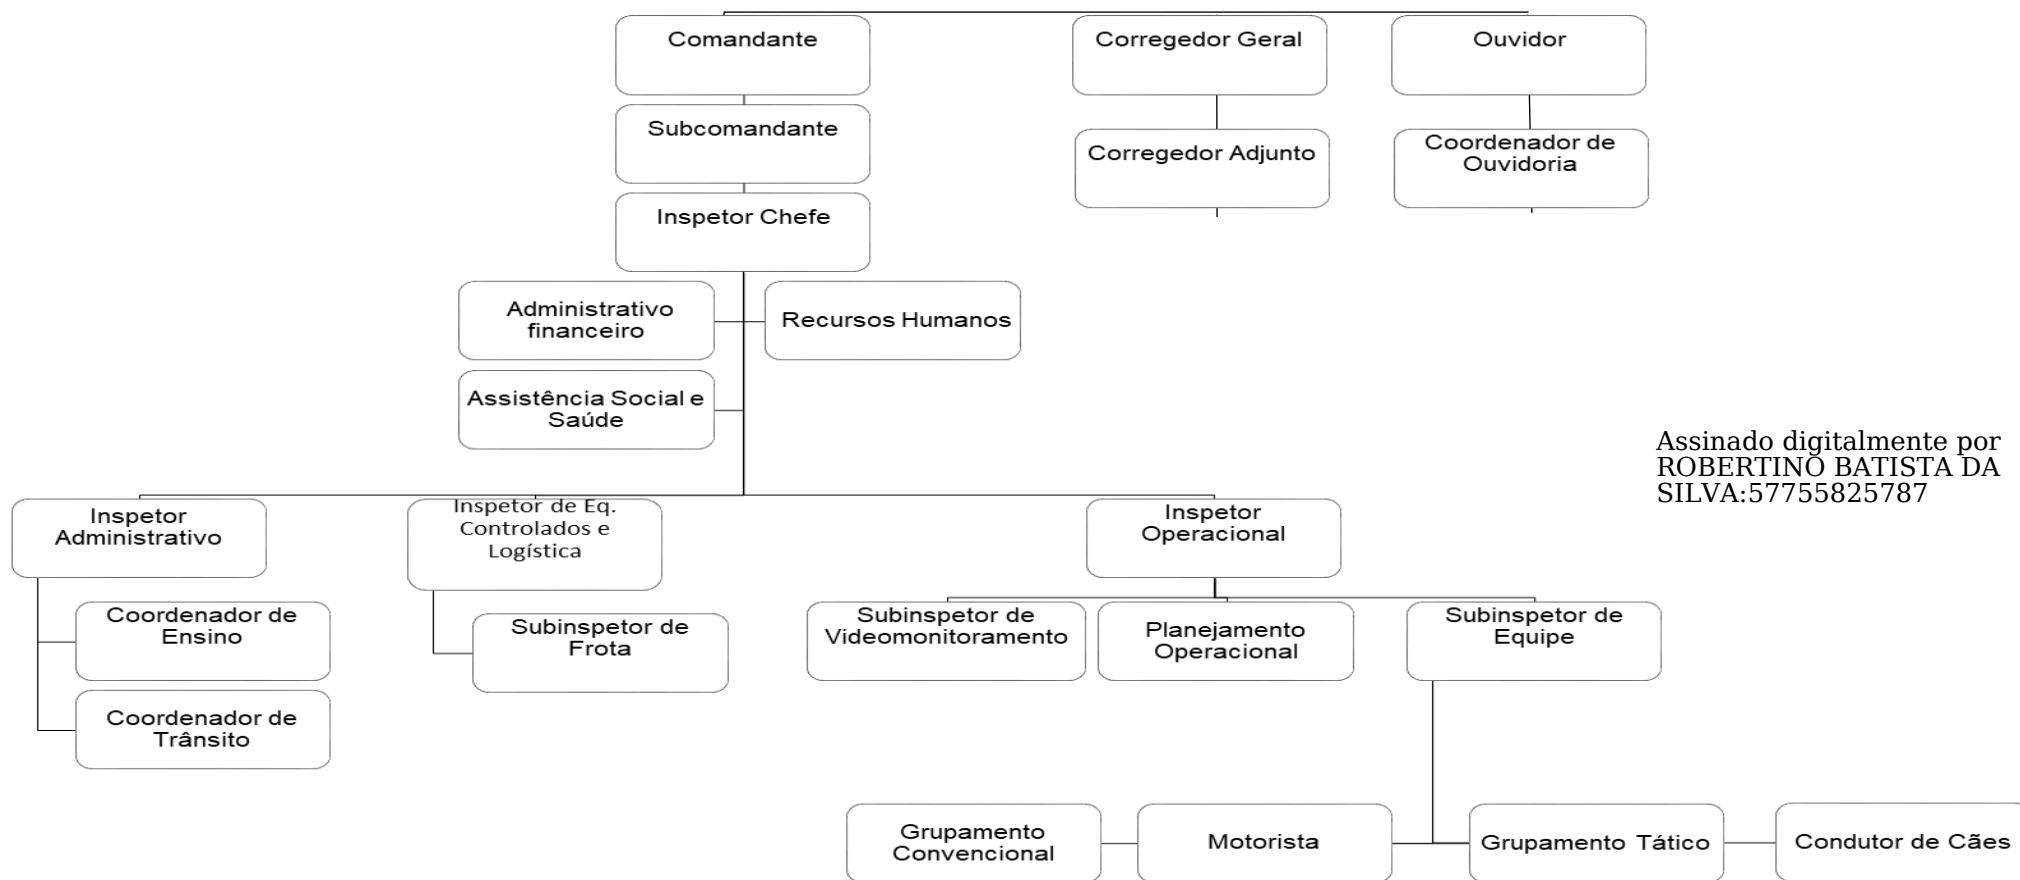 Comandante
Corregedor Geral
Ouvidor
Subcomandante
Corregedor Adjunto
Coordenador de
Ouvidoria
Inspetor Chefe
Administrativo
financeiro
Recursos Humanos
Assistência Social e
Saúde
Assinado digitalmente por
ROBERTINO BATISTA DA
SILVA:57755825787
Inspetor
Administrativo
Inspetor de Eq.
Controlados e
Logística
Inspetor
Operacional
Coordenador de
Ensino
Subinspetor de
Frota
Subinspetor de
Videomonitoramento
Planejamento
Operacional
Subinspetor de
Equipe
Coordenador de
Trânsito
Grupamento
Convencional
Motorista
Grupamento Tático
Condutor de Cães